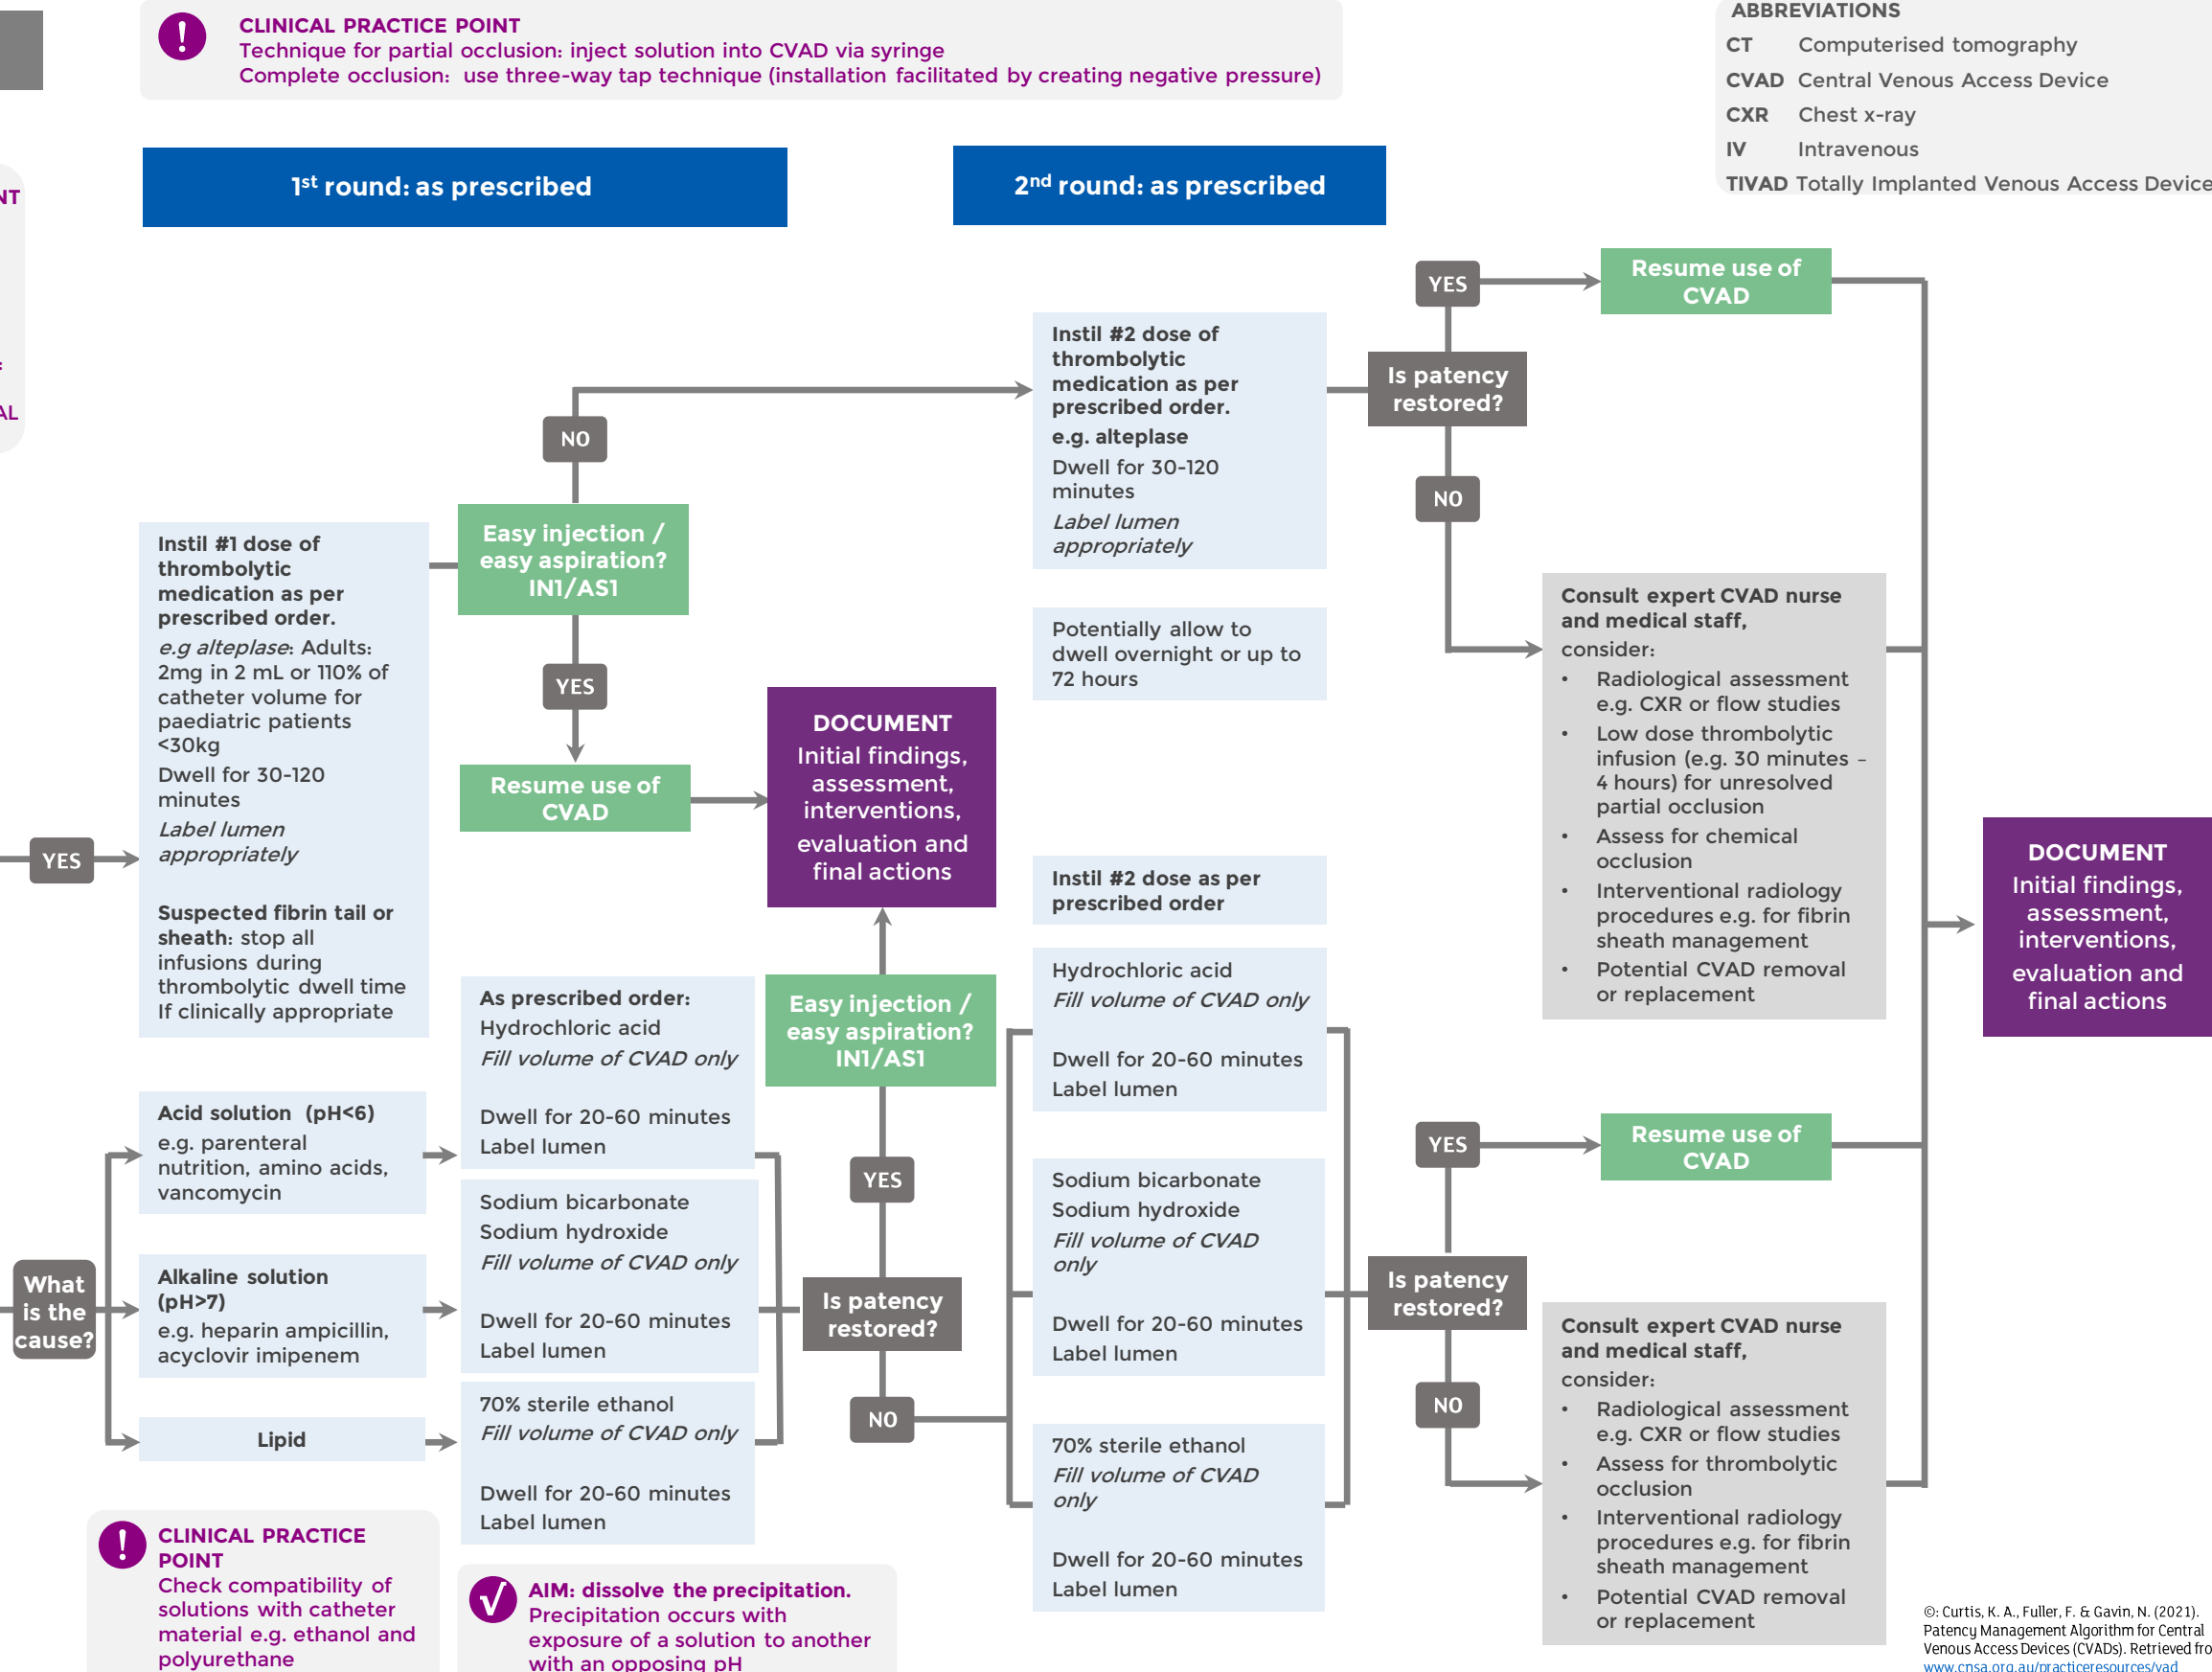 CLINICAL PRACTICE POINT
Technique for partial occlusion: inject solution into CVAD via syringe
Complete occlusion: use three-way tap technique (installation facilitated by creating negative pressure)
ABBREVIATIONS
CT Computerised tomography
CVAD Central Venous Access Device
CXR Chest x-ray
IV Intravenous
TIVAD Totally Implanted Venous Access Device
NT
:
AL
1st round: as prescribed
2nd round: as prescribed
YES
Instil #1 dose of
thrombolytic
medication as per
prescribed order.
e.g alteplase: Adults:
2mg in 2 mL or 110% of
catheter volume for
paediatric patients
<30kg
Dwell for 30-120
minutes
Label lumen
appropriately
Suspected fibrin tail or
sheath: stop all
infusions during
thrombolytic dwell time
If clinically appropriate
NO
Easy injection /
easy aspiration?
IN1/AS1
YES
Resume use of
CVAD
DOCUMENT
Initial findings,
assessment,
interventions,
evaluation and
final actions
Instil #2 dose of
thrombolytic
medication as per
prescribed order.
e.g. alteplase
Dwell for 30-120
minutes
Label lumen
appropriately
Potentially allow to
dwell overnight or up to
72 hours
YES
Is patency
restored?
NO
Resume use of
CVAD
Consult expert CVAD nurse
and medical staff,
consider:
• Radiological assessment
e.g. CXR or flow studies
• Low dose thrombolytic
infusion (e.g. 30 minutes –
4 hours) for unresolved
partial occlusion
• Assess for chemical
occlusion
• Interventional radiology
procedures e.g. for fibrin
sheath management
• Potential CVAD removal
or replacement
DOCUMENT
Initial findings,
assessment,
interventions,
evaluation and
final actions
What
is the
cause?
Acid solution (pH<6)
e.g. parenteral
nutrition, amino acids,
vancomycin
Alkaline solution
(pH>7)
e.g. heparin ampicillin,
acyclovir imipenem
Lipid
As prescribed order:
Hydrochloric acid
Fill volume of CVAD only
Dwell for 20-60 minutes
Label lumen
Sodium bicarbonate
Sodium hydroxide
Fill volume of CVAD only
Dwell for 20-60 minutes
Label lumen
70% sterile ethanol
Fill volume of CVAD only
Dwell for 20-60 minutes
Label lumen
Easy injection /
easy aspiration?
IN1/AS1
YES
Is patency
restored?
NO
Instil #2 dose as per
prescribed order
Hydrochloric acid
Fill volume of CVAD only
Dwell for 20-60 minutes
Label lumen
Sodium bicarbonate
Sodium hydroxide
Fill volume of CVAD
only
Dwell for 20-60 minutes
Label lumen
70% sterile ethanol
Fill volume of CVAD
only
Dwell for 20-60 minutes
Label lumen
YES
Is patency
restored?
NO
Resume use of
CVAD
Consult expert CVAD nurse
and medical staff,
consider:
• Radiological assessment
e.g. CXR or flow studies
• Assess for thrombolytic
occlusion
• Interventional radiology
procedures e.g. for fibrin
sheath management
• Potential CVAD removal
or replacement
CLINICAL PRACTICE
POINT
Check compatibility of
solutions with catheter
material e.g. ethanol and
polyurethane
AIM: dissolve the precipitation.
Precipitation occurs with
exposure of a solution to another
with an opposing pH
©: Curtis, K. A., Fuller, F. & Gavin, N. (2021).
Patency Management Algorithm for Central
Venous Access Devices (CVADs). Retrieved fro
www.cnsa.org.au/practiceresources/vad